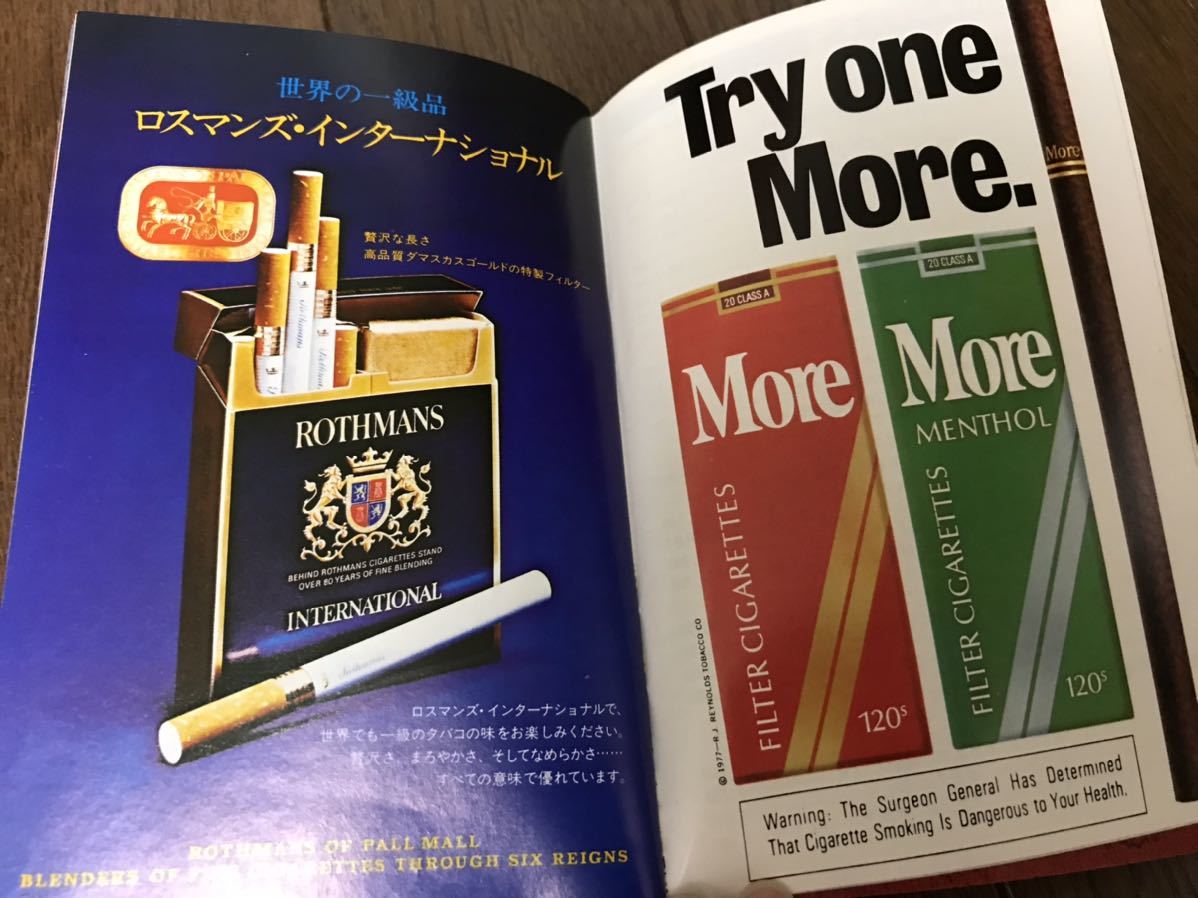 世界の一級品
ロスマンズ・インターナショナル
贅沢な長さ
高品質ダマスカスゴールドの特製フィルター
Rothmans
ROTHMANS
BEHIND ROTHMANS CIGARETTES STAND
OVER 80 YEARS OF FINE BLENDING
INTERNATIONAL
Rothmans
ロスマンズ・インターナショナルで、
世界でも一級のタバコの味をお楽しみください。
贅沢さ、まろやかさ、そしてなめらかさ……
すべての意味で優れています。
ROTHMANS OF PALL MALL
BLENDERS OF FINE CIGARETTES THROUGH SIX REIGNS
Try one
More.
More
20 CLASS A
More
FILTER CIGARETTES
120s
20 CLASS A
More
MENTHOL
FILTER CIGARETTES
120s
© 1977—R.J. REYNOLDS TOBACCO CO
Warning: The Surgeon General Has Determined
That Cigarette Smoking Is Dangerous to Your Health.